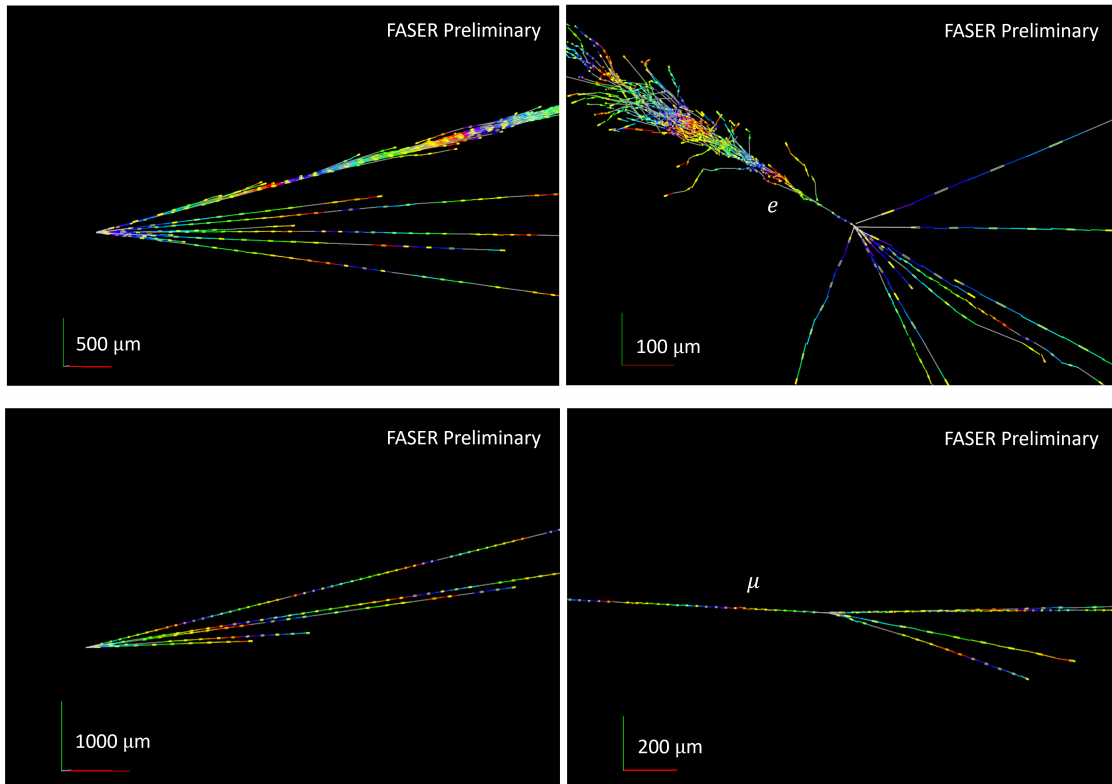 FASER Preliminary
500 μm
FASER Preliminary
e
100 μm
FASER Preliminary
1000 μm
FASER Preliminary
μ
200 μm